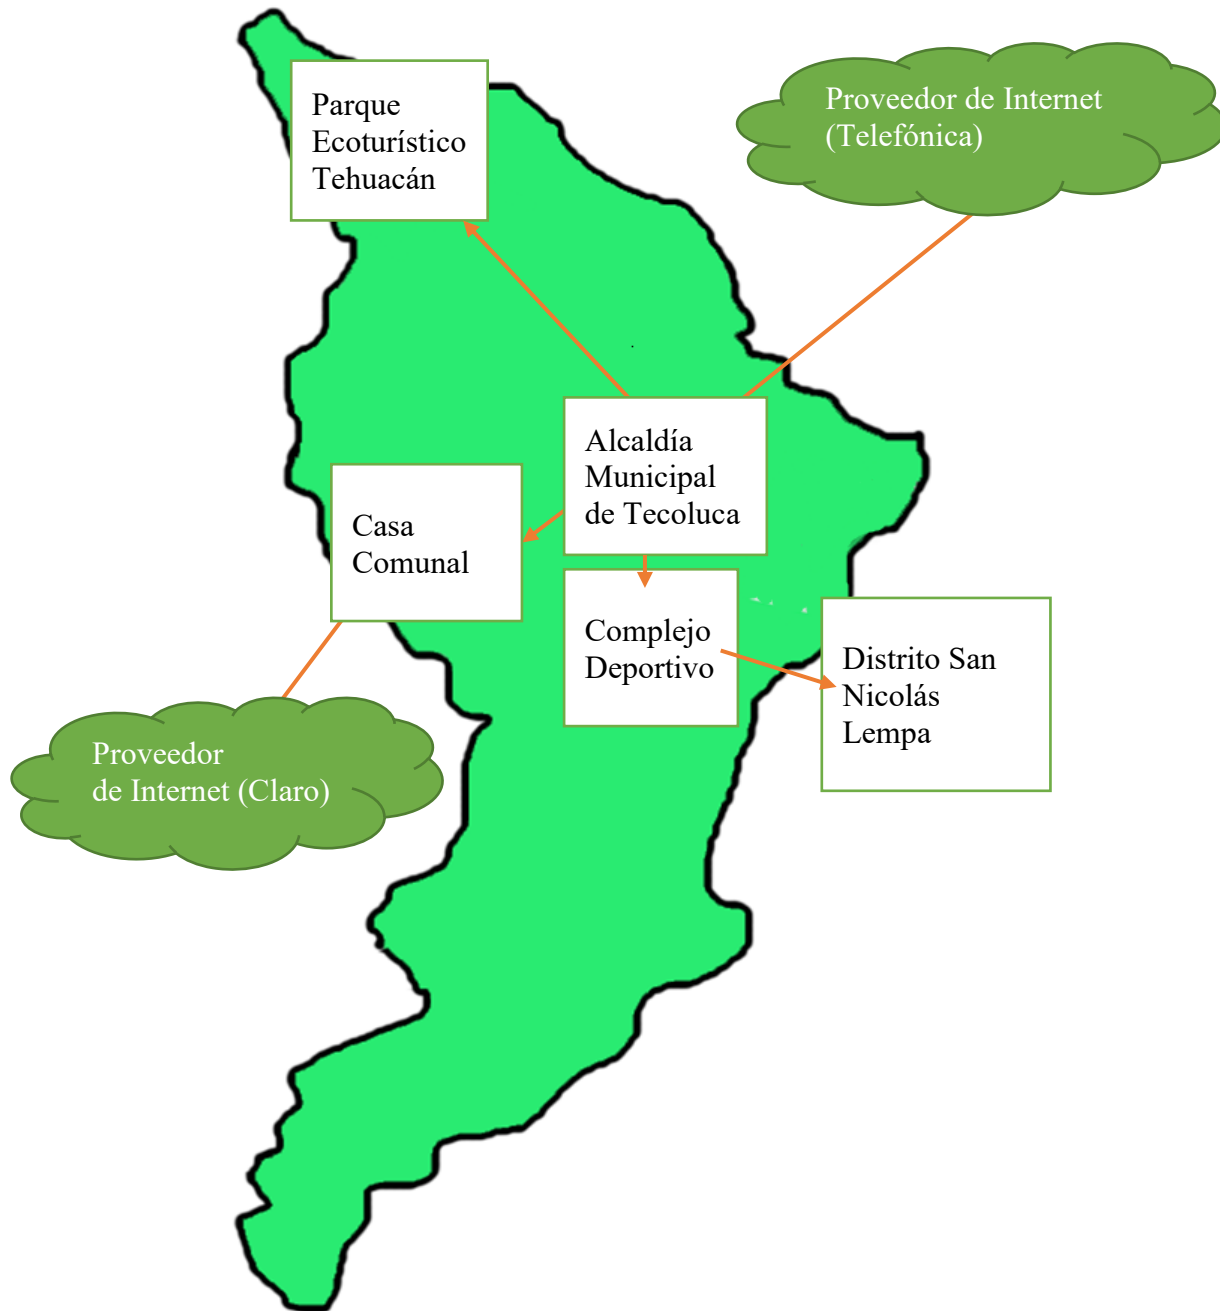 Parque
Ecoturístico
Tehuacán
Proveedor de Internet
(Telefónica)
Alcaldía
Municipal
de Tecoluca
Casa
Comunal
Complejo
Deportivo
Distrito San
Nicolás
Lempa
Proveedor
de Internet (Claro)